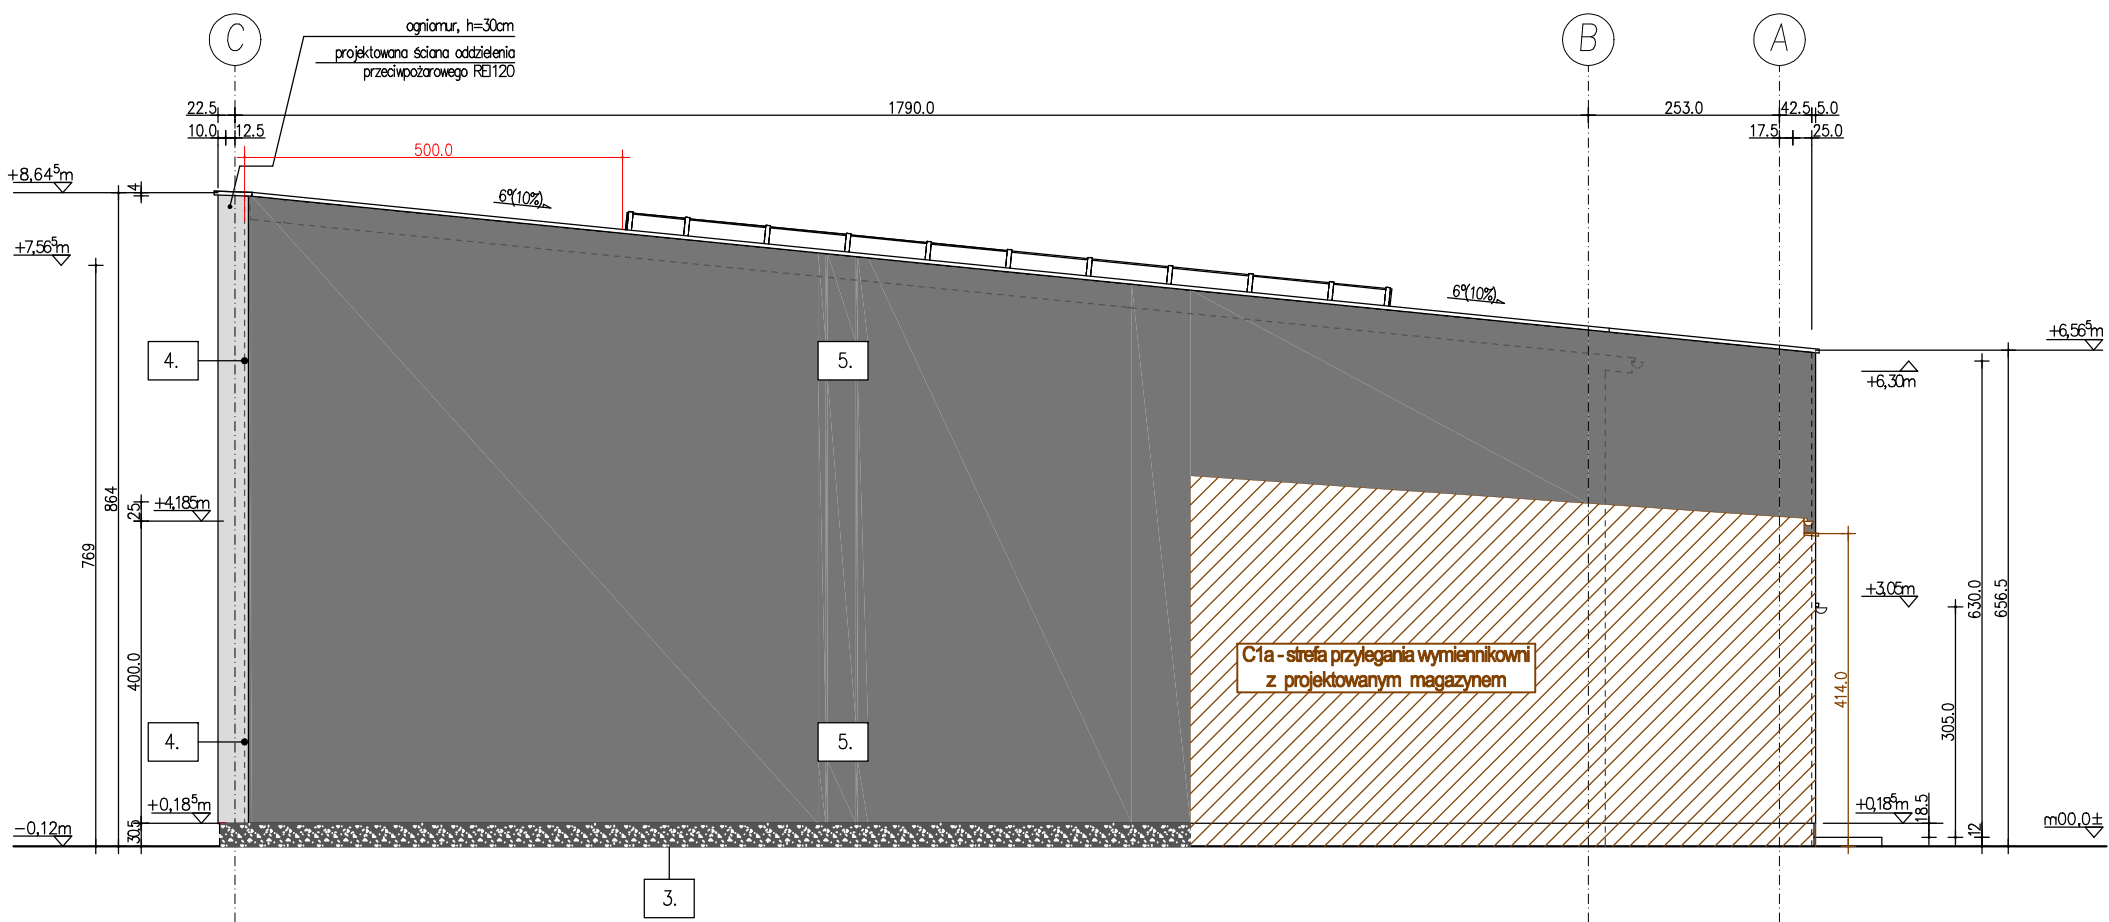 C
B
A
ogniomur, h=30cm
projektowana ściana oddzielenia
przeciwpożarowego REI120
22.5
1790.0
253.0
42.5
5.0
10.0
12.5
17.5
25.0
500.0
+8,64⁵m
4
6°(10%)
+7,56⁵m
6°(10%)
+6,56⁵m
4.
5.
+6,30m
864
25
+4,185m
769
400.0
+3,05m
630.0
656.5
C1a - strefa przylegania wymiennikowni
z projektowanym magazynem
414.0
305.0
4.
5.
+0,18⁵m
+0,18⁵m
18.5
-0,12m
30.5
12
m00,0±
3.